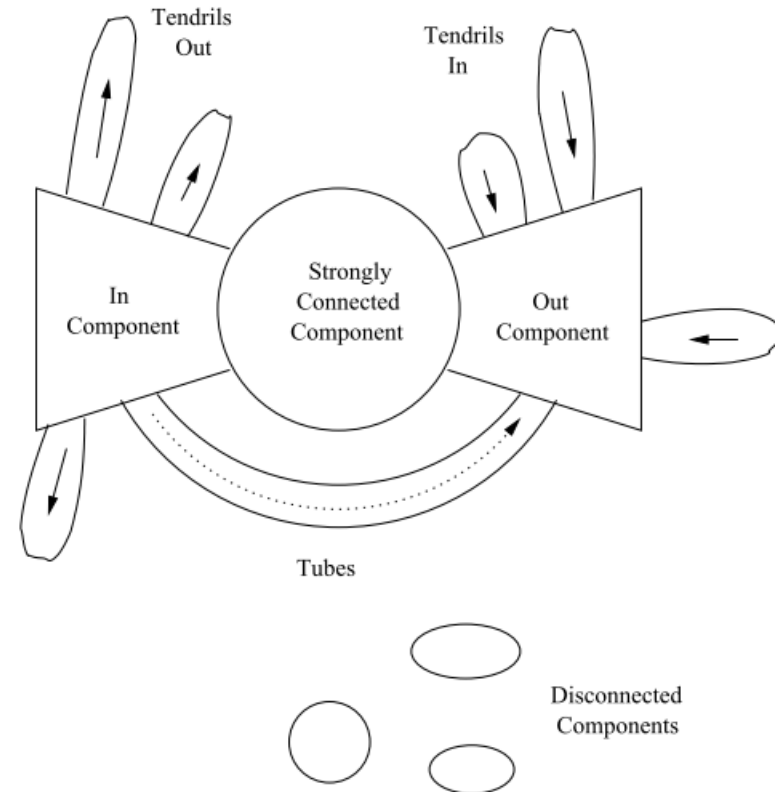 Tendrils
Out
Tendrils
In
In
Component
Strongly
Connected
Component
Out
Component
Tubes
Disconnected
Components